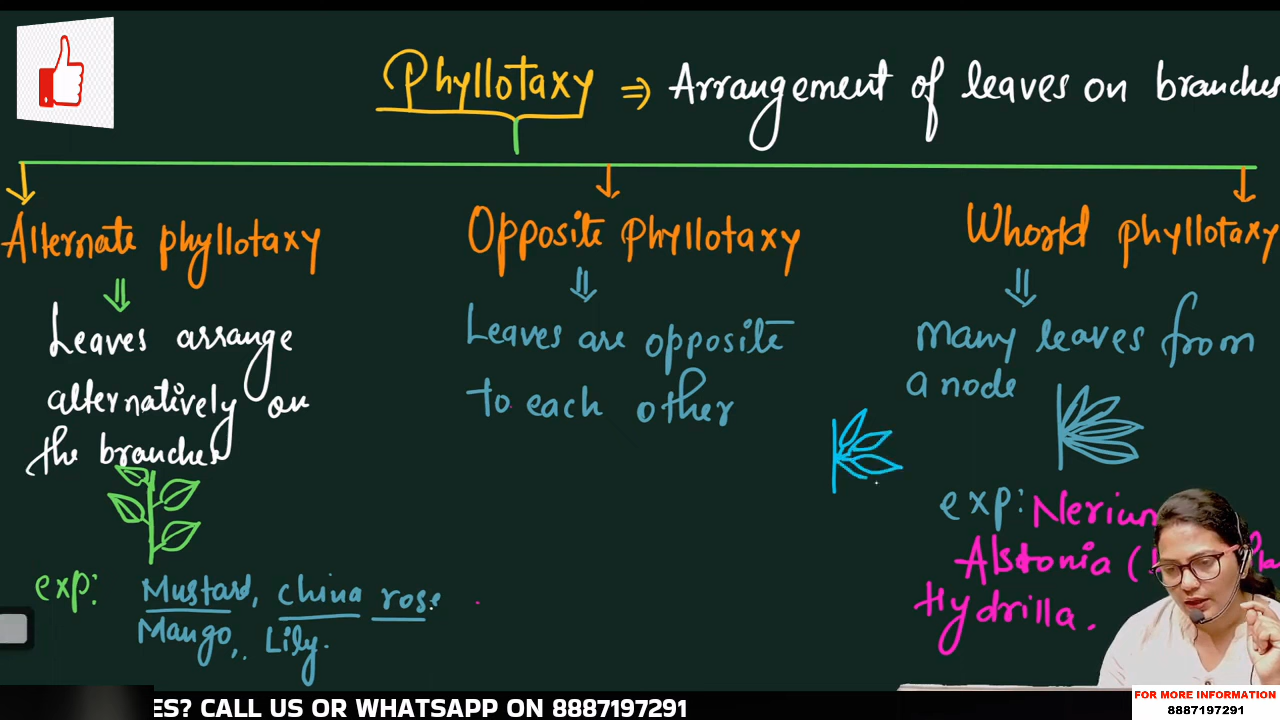 Phyllotaxy ⇒ Arrangement of leaves on branches
Alternate phyllotaxy
Opposite phyllotaxy
Whorld phyllotaxy
Leaves arrange
alternatively on
the branches
Leaves are opposite
to each other
many leaves from
a node
exp: Mustard, china rose
Mango, Lily.
exp: Nerium
Alstonia (
Hydrilla.
ES? CALL US OR WHATSAPP ON 8887197291
FOR MORE INFORMATION
8887197291